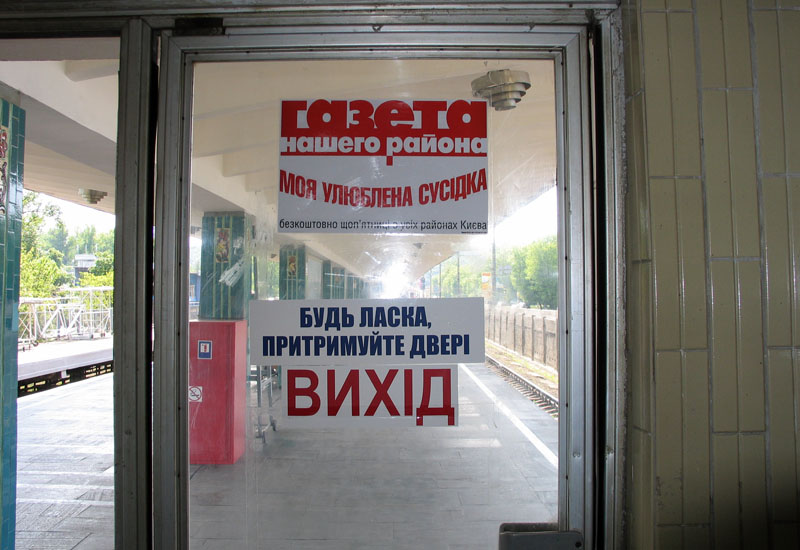 газета
нашего района
МОЯ УЛЮБЛЕНА СУСІДКА
безкоштовно щоп'ятниці в усіх районах Києва
БУДЬ ЛАСКА,
ПРИТРИМУЙТЕ ДВЕРІ
ВИХІД